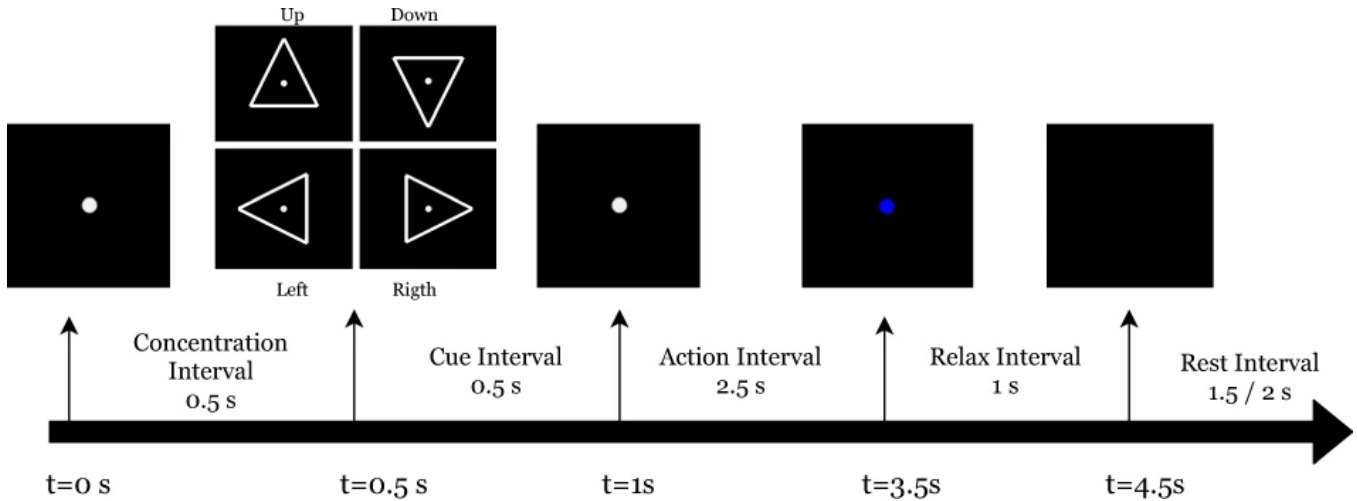 Up
Down
Left
Rigth
Concentration
Interval
0.5 s
Cue Interval
0.5 s
Action Interval
2.5 s
Relax Interval
1 s
Rest Interval
1.5 / 2 s
t=0 s
t=0.5 s
t=1s
t=3.5s
t=4.5s